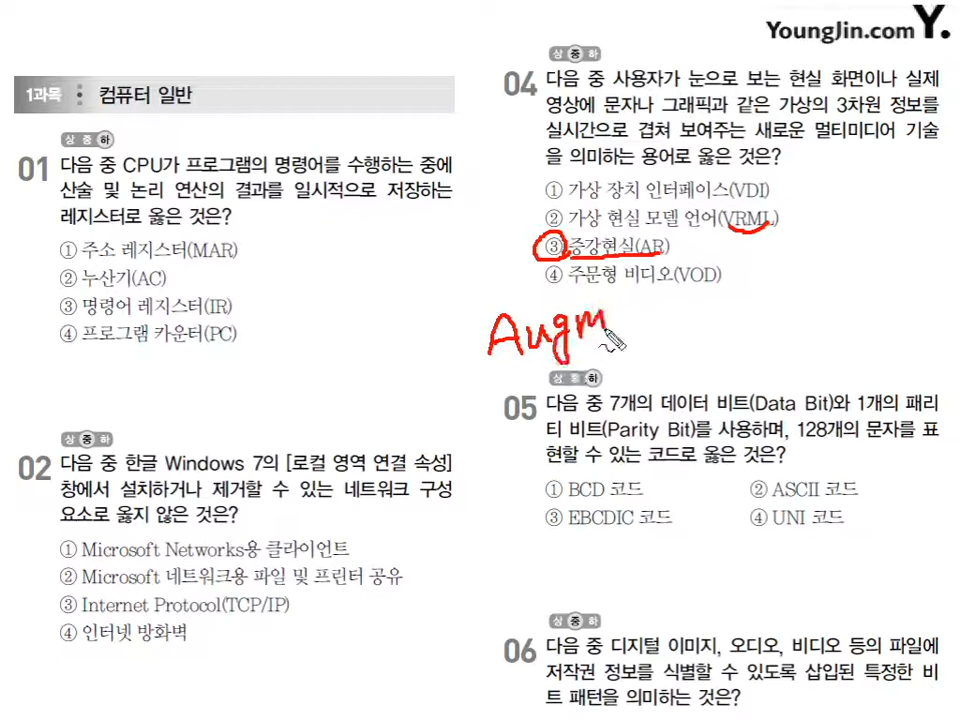 YoungJin.com Y.
1과목 컴퓨터 일반
상 중 하
01 다음 중 CPU가 프로그램의 명령어를 수행하는 중에
산술 및 논리 연산의 결과를 일시적으로 저장하는
레지스터로 옳은 것은?
① 주소 레지스터(MAR)
② 누산기(AC)
③ 명령어 레지스터(IR)
④ 프로그램 카운터(PC)
상 중 하
02 다음 중 한글 Windows 7의 [로컬 영역 연결 속성]
창에서 설치하거나 제거할 수 있는 네트워크 구성
요소로 옳지 않은 것은?
① Microsoft Networks용 클라이언트
② Microsoft 네트워크용 파일 및 프린터 공유
③ Internet Protocol(TCP/IP)
④ 인터넷 방화벽
상 중 하
04 다음 중 사용자가 눈으로 보는 현실 화면이나 실제
영상에 문자나 그래픽과 같은 가상의 3차원 정보를
실시간으로 겹쳐 보여주는 새로운 멀티미디어 기술
을 의미하는 용어로 옳은 것은?
① 가상 장치 인터페이스(VDI)
② 가상 현실 모델 언어(VRML)
③ 증강현실(AR)
④ 주문형 비디오(VOD)
Augm
상 중 하
05 다음 중 7개의 데이터 비트(Data Bit)와 1개의 패리
티 비트(Parity Bit)를 사용하며, 128개의 문자를 표
현할 수 있는 코드로 옳은 것은?
① BCD 코드 ② ASCII 코드
③ EBCDIC 코드 ④ UNI 코드
상 중 하
06 다음 중 디지털 이미지, 오디오, 비디오 등의 파일에
저작권 정보를 식별할 수 있도록 삽입된 특정한 비
트 패턴을 의미하는 것은?